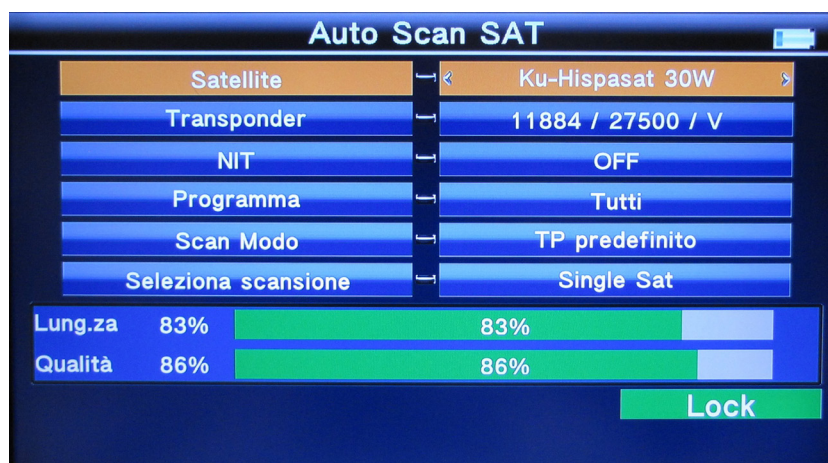 Auto Scan SAT
Satellite Ku-Hispasat 30W
Transponder 11884 / 27500 / V
NIT OFF
Programma Tutti
Scan Modo TP predefinito
Seleziona scansione Single Sat
Lung.za 83% 83%
Qualità 86% 86%
Lock